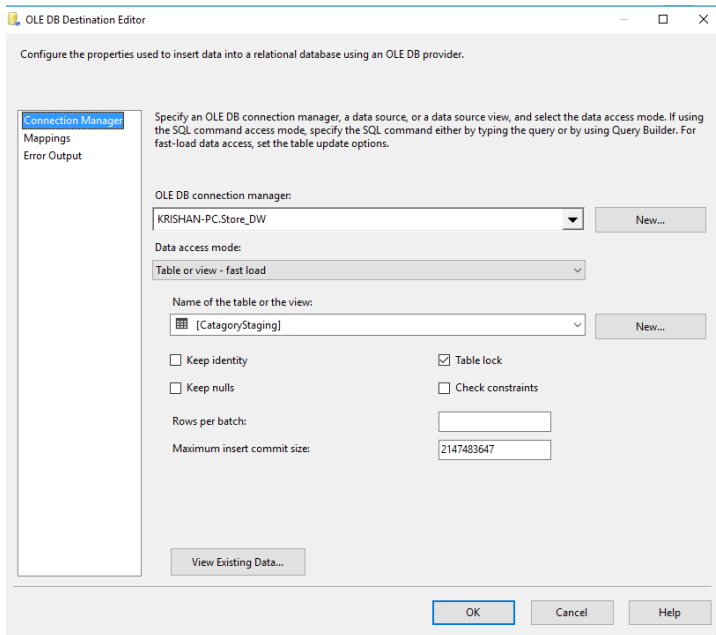 OLE DB Destination Editor
Configure the properties used to insert data into a relational database using an OLE DB provider.
Connection Manager
Mappings
Error Output
Specify an OLE DB connection manager, a data source, or a data source view, and select the data access mode. If using
the SQL command access mode, specify the SQL command either by typing the query or by using Query Builder. For
fast-load data access, set the table update options.
OLE DB connection manager:
KRISHAN-PC.Store_DW
New...
Data access mode:
Table or view - fast load
Name of the table or the view:
[CatagoryStaging]
New...
Keep identity
Table lock
Keep nulls
Check constraints
Rows per batch:
Maximum insert commit size:
2147483647
View Existing Data...
OK
Cancel
Help